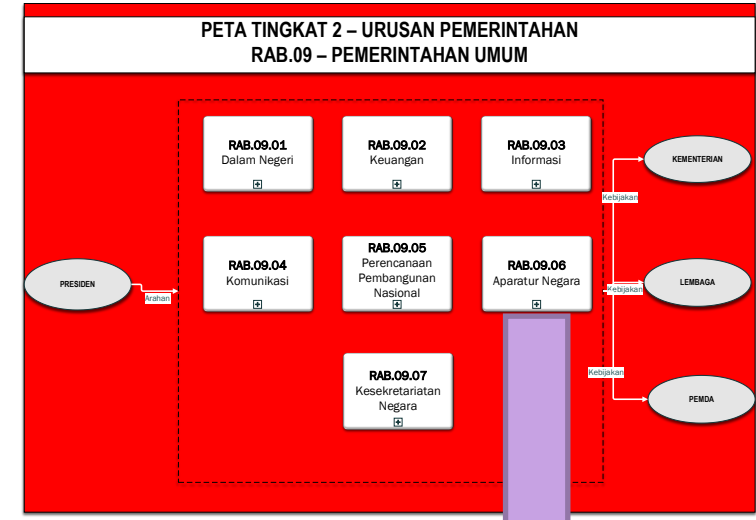 PETA TINGKAT 2 – URUSAN PEMERINTAHAN
RAB.09 – PEMERINTAHAN UMUM
RAB.09.01
Dalam Negeri
RAB.09.02
Keuangan
RAB.09.03
Informasi
RAB.09.04
Komunikasi
RAB.09.05
Perencanaan
Pembangunan
Nasional
RAB.09.06
Aparatur Negara
RAB.09.07
Kesekretariatan
Negara
PRESIDEN
Arahan
Kebijakan
Kebijakan
Kebijakan
KEMENTERIAN
LEMBAGA
PEMDA